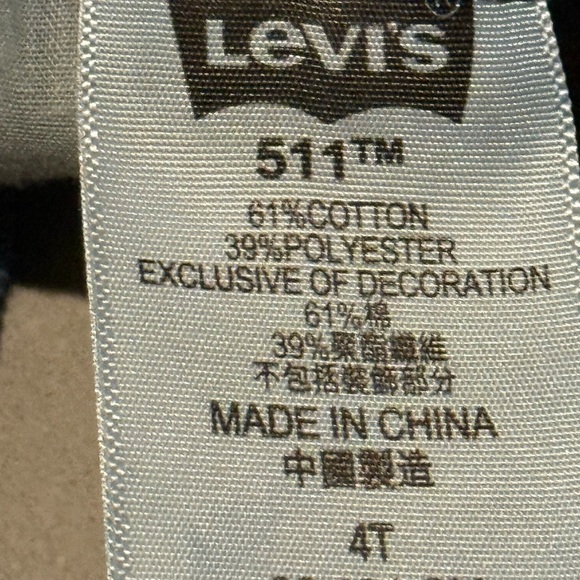 Levi's ®
511™
61%COTTON
39%POLYESTER
EXCLUSIVE OF DECORATION
61%棉
39%聚酯纖維
不包括裝飾部分
MADE IN CHINA
中國製造
4T